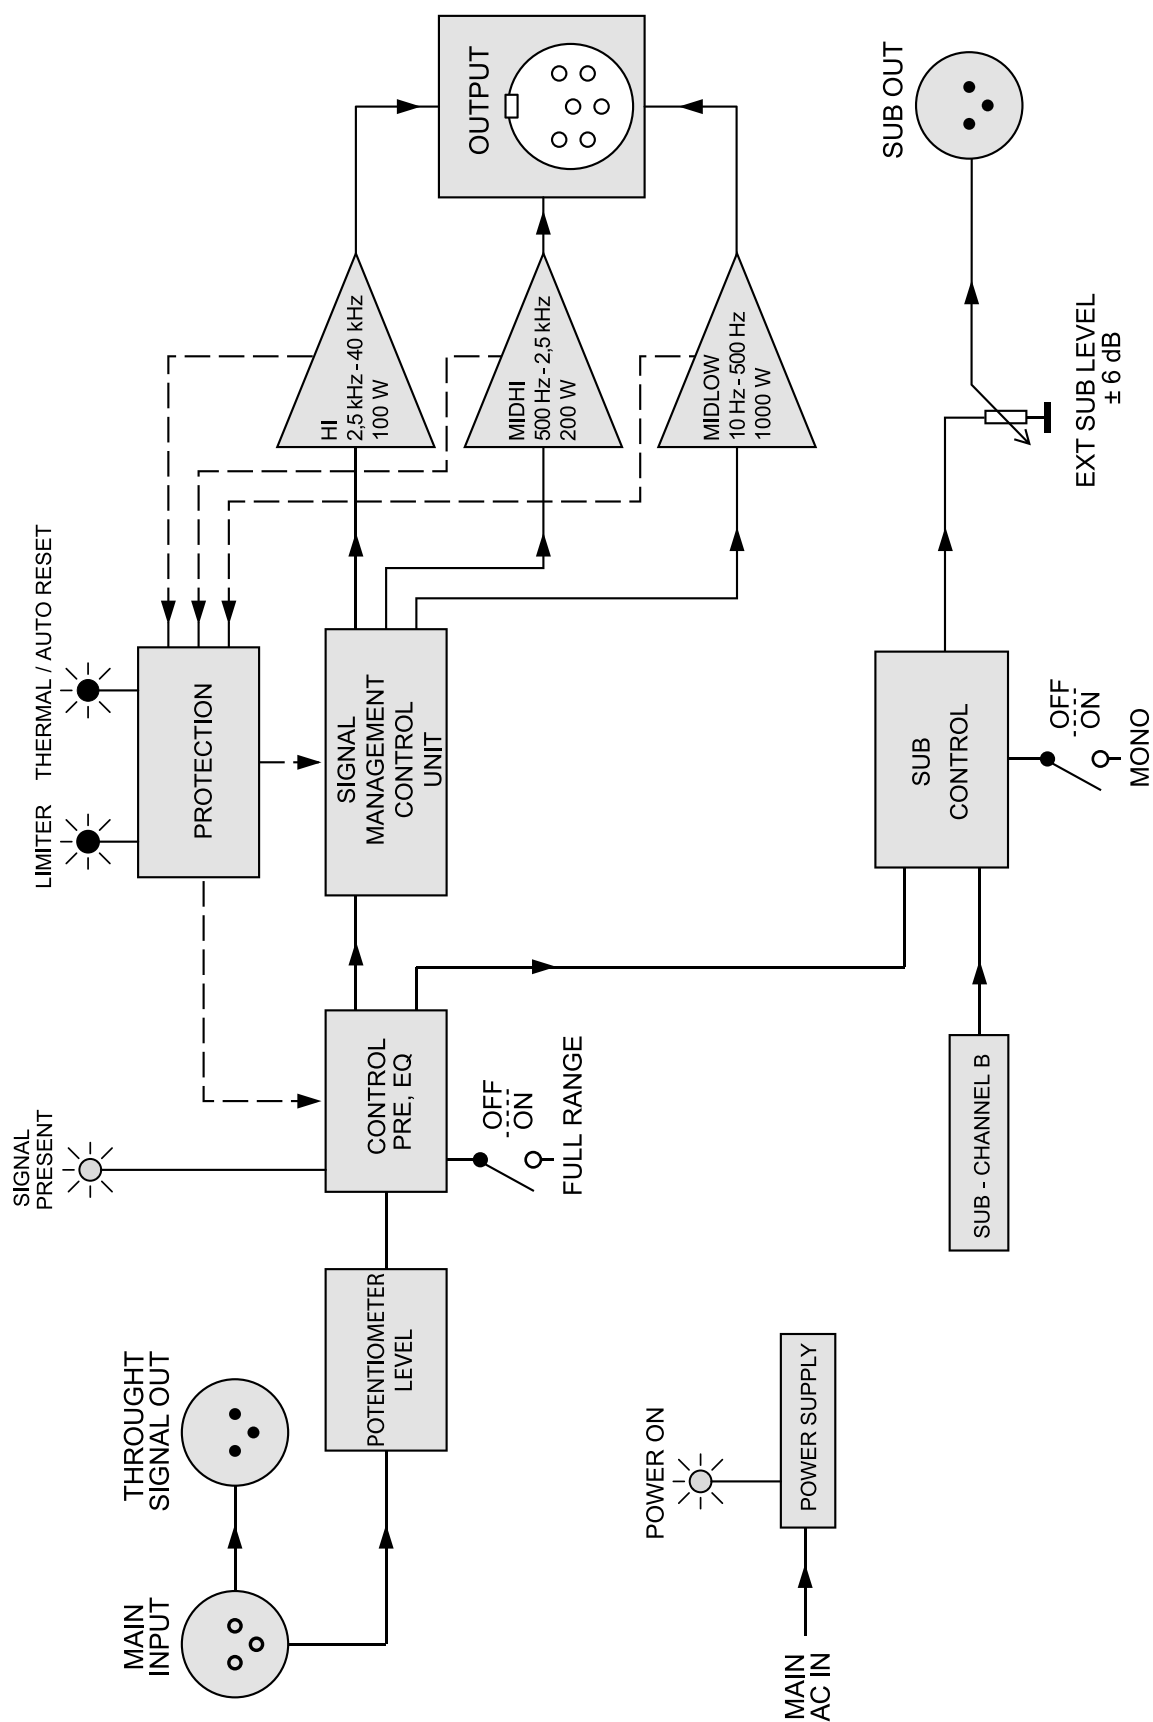 MAIN
INPUT
THROUGHT
SIGNAL OUT
POTENTIOMETER
LEVEL
SIGNAL
PRESENT
CONTROL
PRE, EQ
OFF
ON
FULL RANGE
LIMITER
THERMAL / AUTO RESET
PROTECTION
SIGNAL
MANAGEMENT
CONTROL
UNIT
HI
2,5 kHz - 40 kHz
100 W
MIDHI
500 Hz - 2,5 kHz
200 W
MIDLOW
10 Hz - 500 Hz
1000 W
OUTPUT
MAIN
AC IN
POWER ON
POWER SUPPLY
SUB - CHANNEL B
SUB
CONTROL
OFF
ON
MONO
EXT SUB LEVEL
± 6 dB
SUB OUT